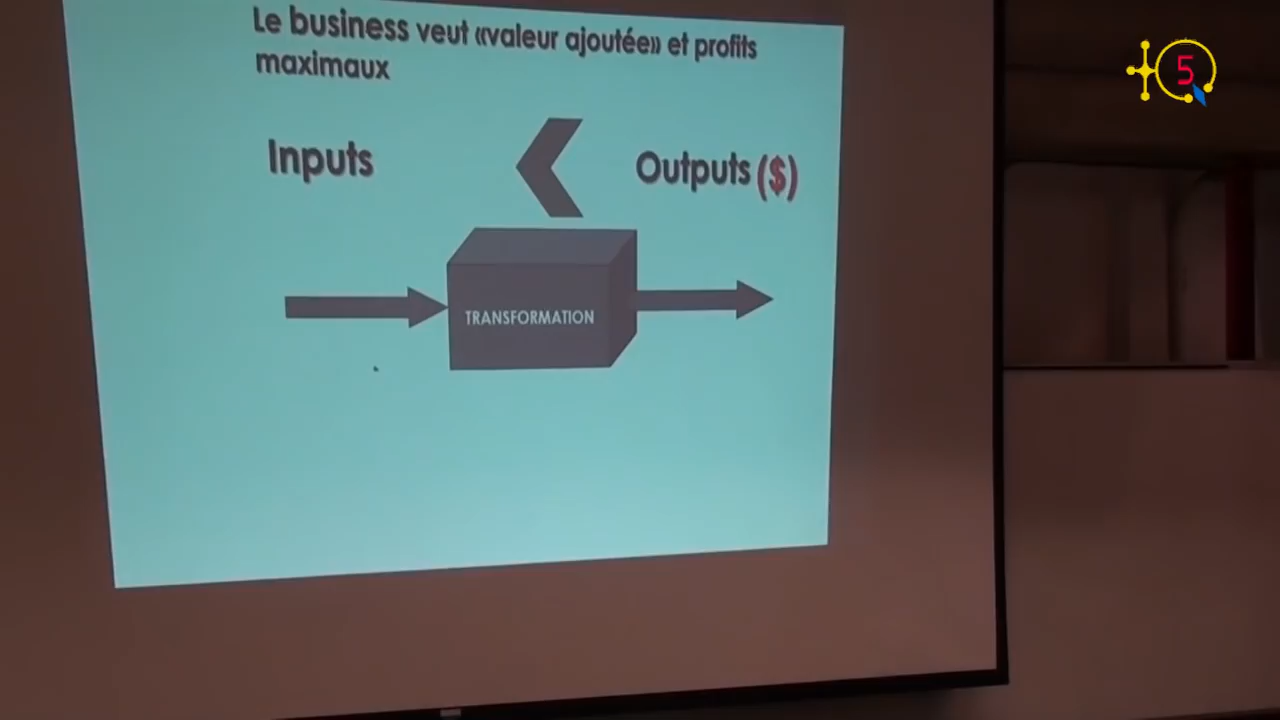 Le business veut «valeur ajoutée» et profits
maximaux
Inputs
Outputs ($)
TRANSFORMATION
5